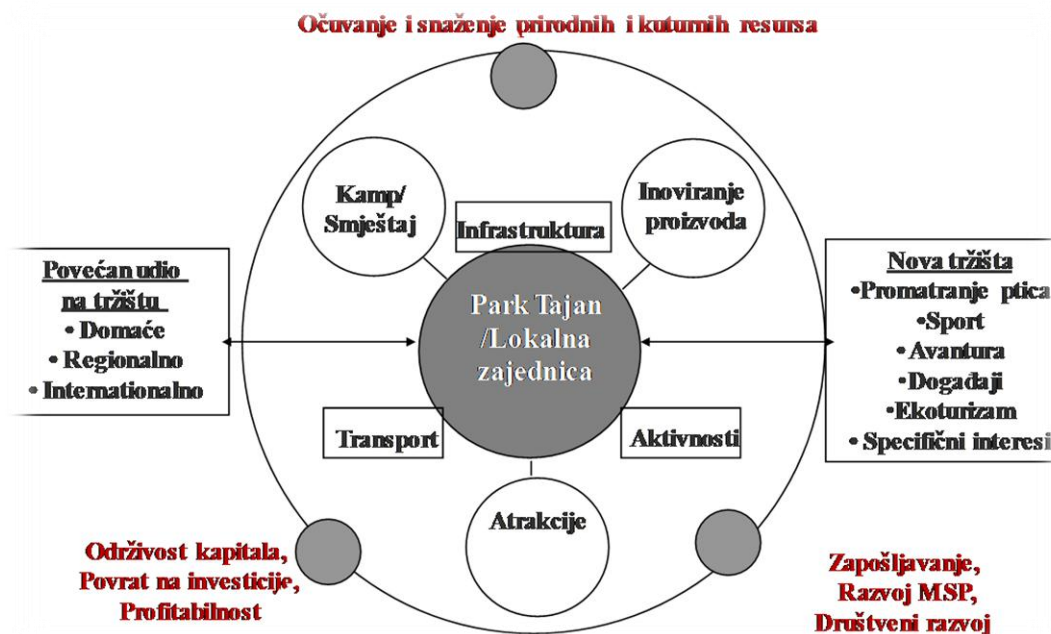 Očuvanje i snaženje prirodnih i kuturnih resursa
Kamp/
Smještaj
Infrastruktura
Inoviranje
proizvoda
Povećan udio
na tržištu
• Domaće
• Regionalno
• Internationalno
Park Tajan
/Lokalna
zajednica
Nova tržišta
•Promatranje ptica
•Sport
•Avantura
•Događaji
•Ekoturizam
• Specifični interesi
Transport
Aktivnosti
Atrakcije
Održivost kapitala,
Povrat na investicije,
Profitabilnost
Zapošljavanje,
Razvoj MSP,
Društveni razvoj